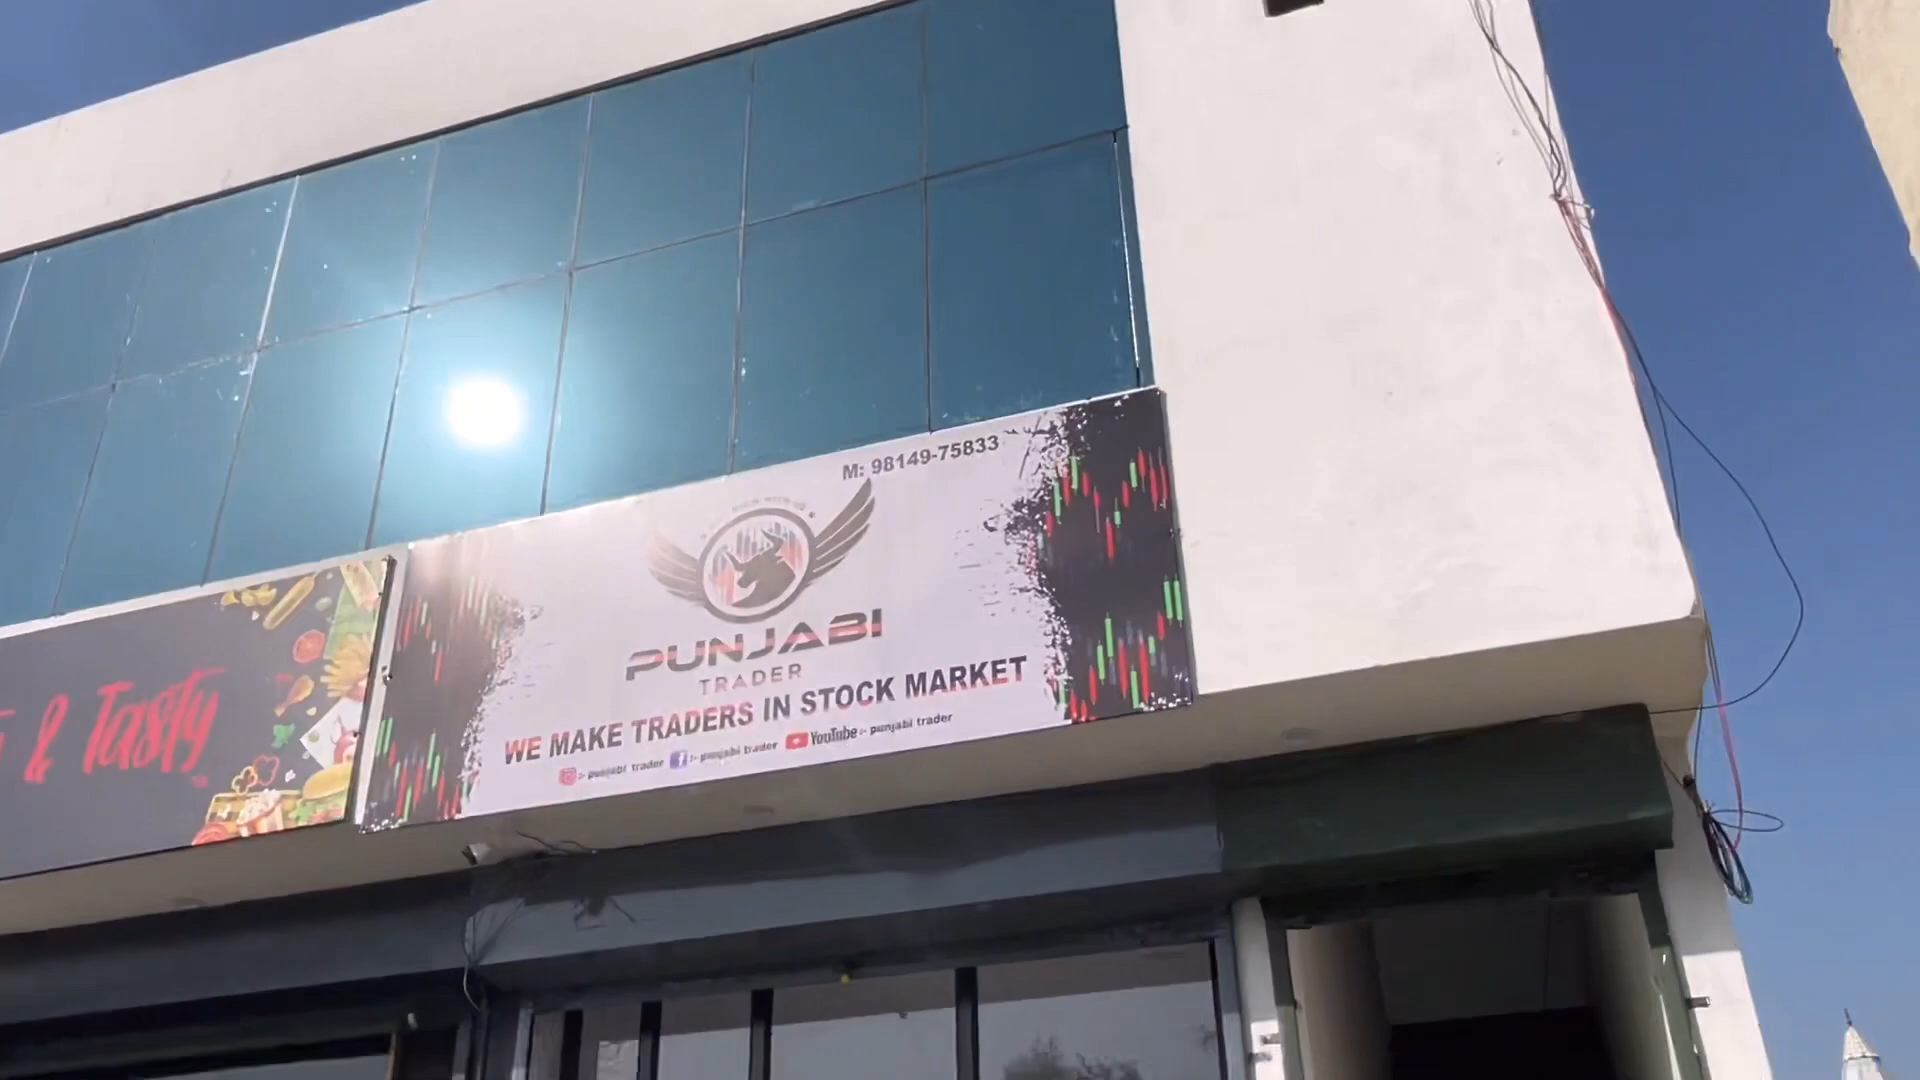 & Tasty
M: 98149-75833
PUNJABI
TRADER
WE MAKE TRADERS IN STOCK MARKET
:- punjabi trader :- punjabi trader YouTube :- punjabi trader